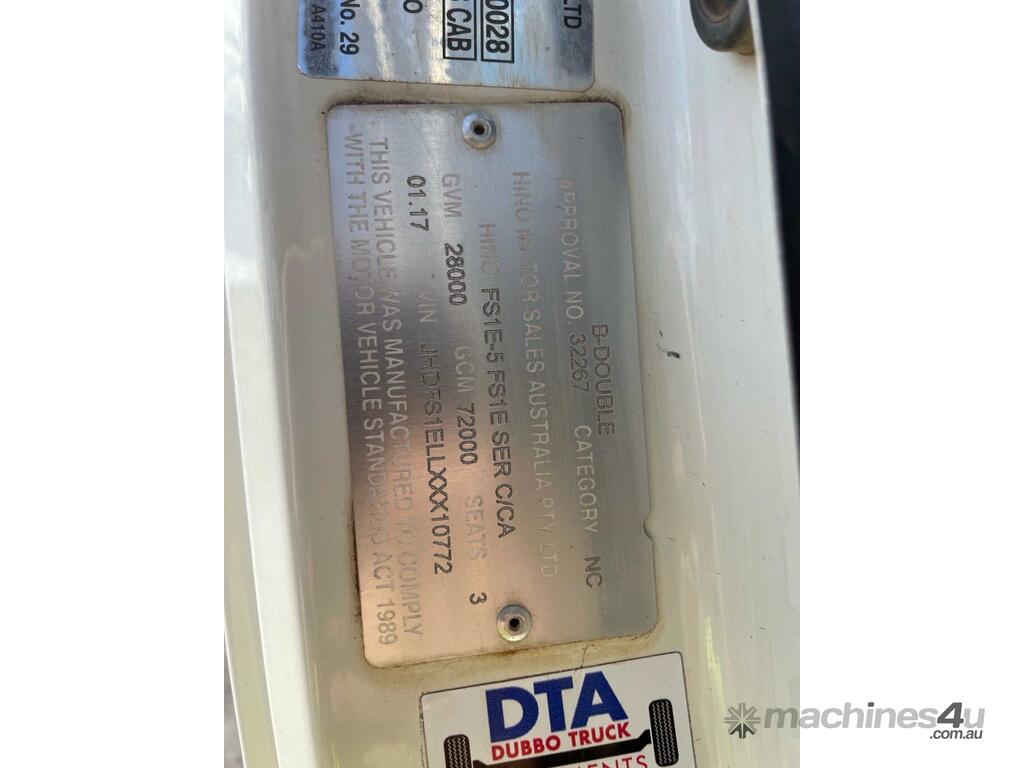 LTD
0028
CAB
No. 29
A410A
B-DOUBLE
APPROVAL NO. 32267 CATEGORY NC
HINO MOTOR SALES AUSTRALIA PTY LTD
HINO FS1E-5 FS1E SER C/CA
GVM 28000 GCM 72000 SEATS 3
01.17 VIN JHDFS1ELLXXX10772
THIS VEHICLE WAS MANUFACTURED TO COMPLY
WITH THE MOTOR VEHICLE STANDARDS ACT 1989
DTA
DUBBO TRUCK
machines4u
.com.au